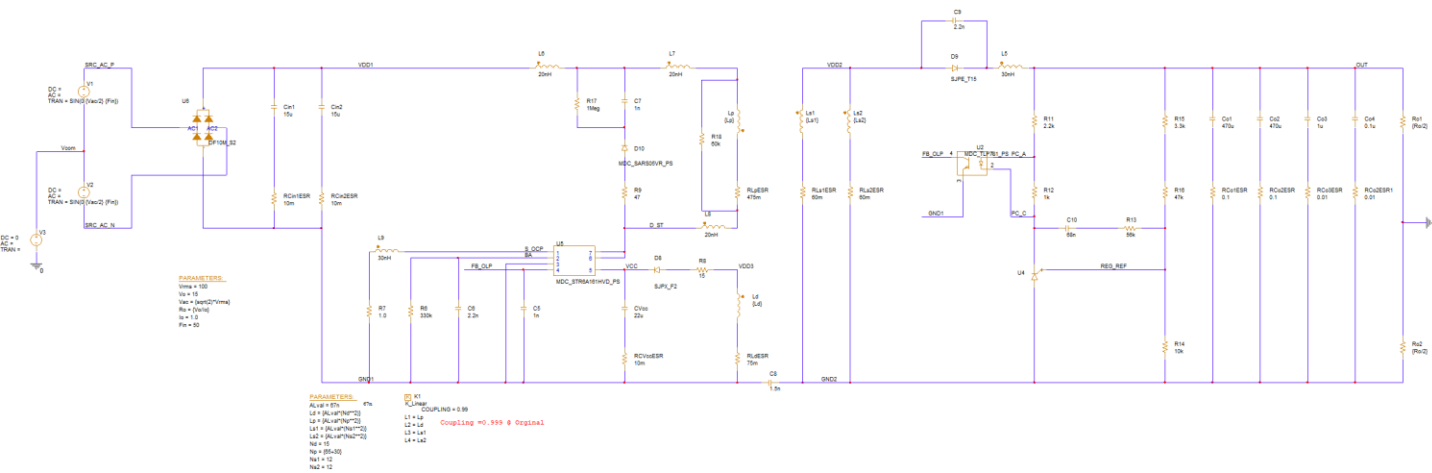 C9
2.2n
D9
SJPE_T15
L5
30nH
L6
20nH
L7
20nH
VDD1
VDD2
OUT
SRC_AC_P
DC =
AC =
TRAN = SIN(0 {Vac/2} {Fin})
V1
U6
AC1
AC2
Cin1
15u
Cin2
15u
R17
1Meg
C7
1n
Lp
{Lp}
Ls1
{Ls1}
Ls2
{Ls2}
R11
2.2k
R15
3.3k
Co1
470u
Co2
470u
Co3
1u
Co4
0.1u
Ro1
{Ro/2}
R10
D10
MDC_SARS05VR_PS
Vcom
U2
FB_OLP
4
PC_A
2
3
DC =
AC =
TRAN = SIN(0 {Vac/2} {Fin})
V2
RCin1ESR
10m
RCin2ESR
10m
R9
47
RLpESR
475m
RLs1ESR
RLs2ESR
R12
1k
R16
47k
RCo1ESR
0.1
RCo2ESR
0.1
RCo3ESR
0.01
RCo2ESR1
0.01
GND1
PC_C
SRC_AC_N
D_ST
20nH
C10
R13
V3
DC = 0
AC =
TRAN =
0
L9
30nH
S_OCP
BA
FB_OLP
U5
1
2
3
4
7
MDC_STR6A161HVD_PS
VCC
R8
15
VDD3
U4
REG_REF
PARAMETERS:
Vrms = 100
Vo = 15
Vac = {sqrt(2)*Vrms}
Ro = {Vo/Io}
Io = 1.0
Fin = 50
Ld
{Ld}
R7
1.0
R6
330k
C6
2.2n
C5
1n
CVcc
22u
RCVccESR
10m
RLdESR
75m
R14
10k
Ro2
{Ro/2}
GND1
GND2
PARAMETERS:
ALval = 67n
Ld = {ALval*(Nd**2)}
Lp = {ALval*(Np**2)}
Ls1 = {ALval*(Ns1**2)}
Ls2 = {ALval*(Ns2**2)}
Nd = 15
Np = {65+30}
Ns1 = 12
Ns2 = 12
67n
K K1
K_Linear
COUPLING = 0.99
L1 = Lp
L2 = Ld
L3 = Ls1
L4 = Ls2
Coupling =0.999 @ Orginal